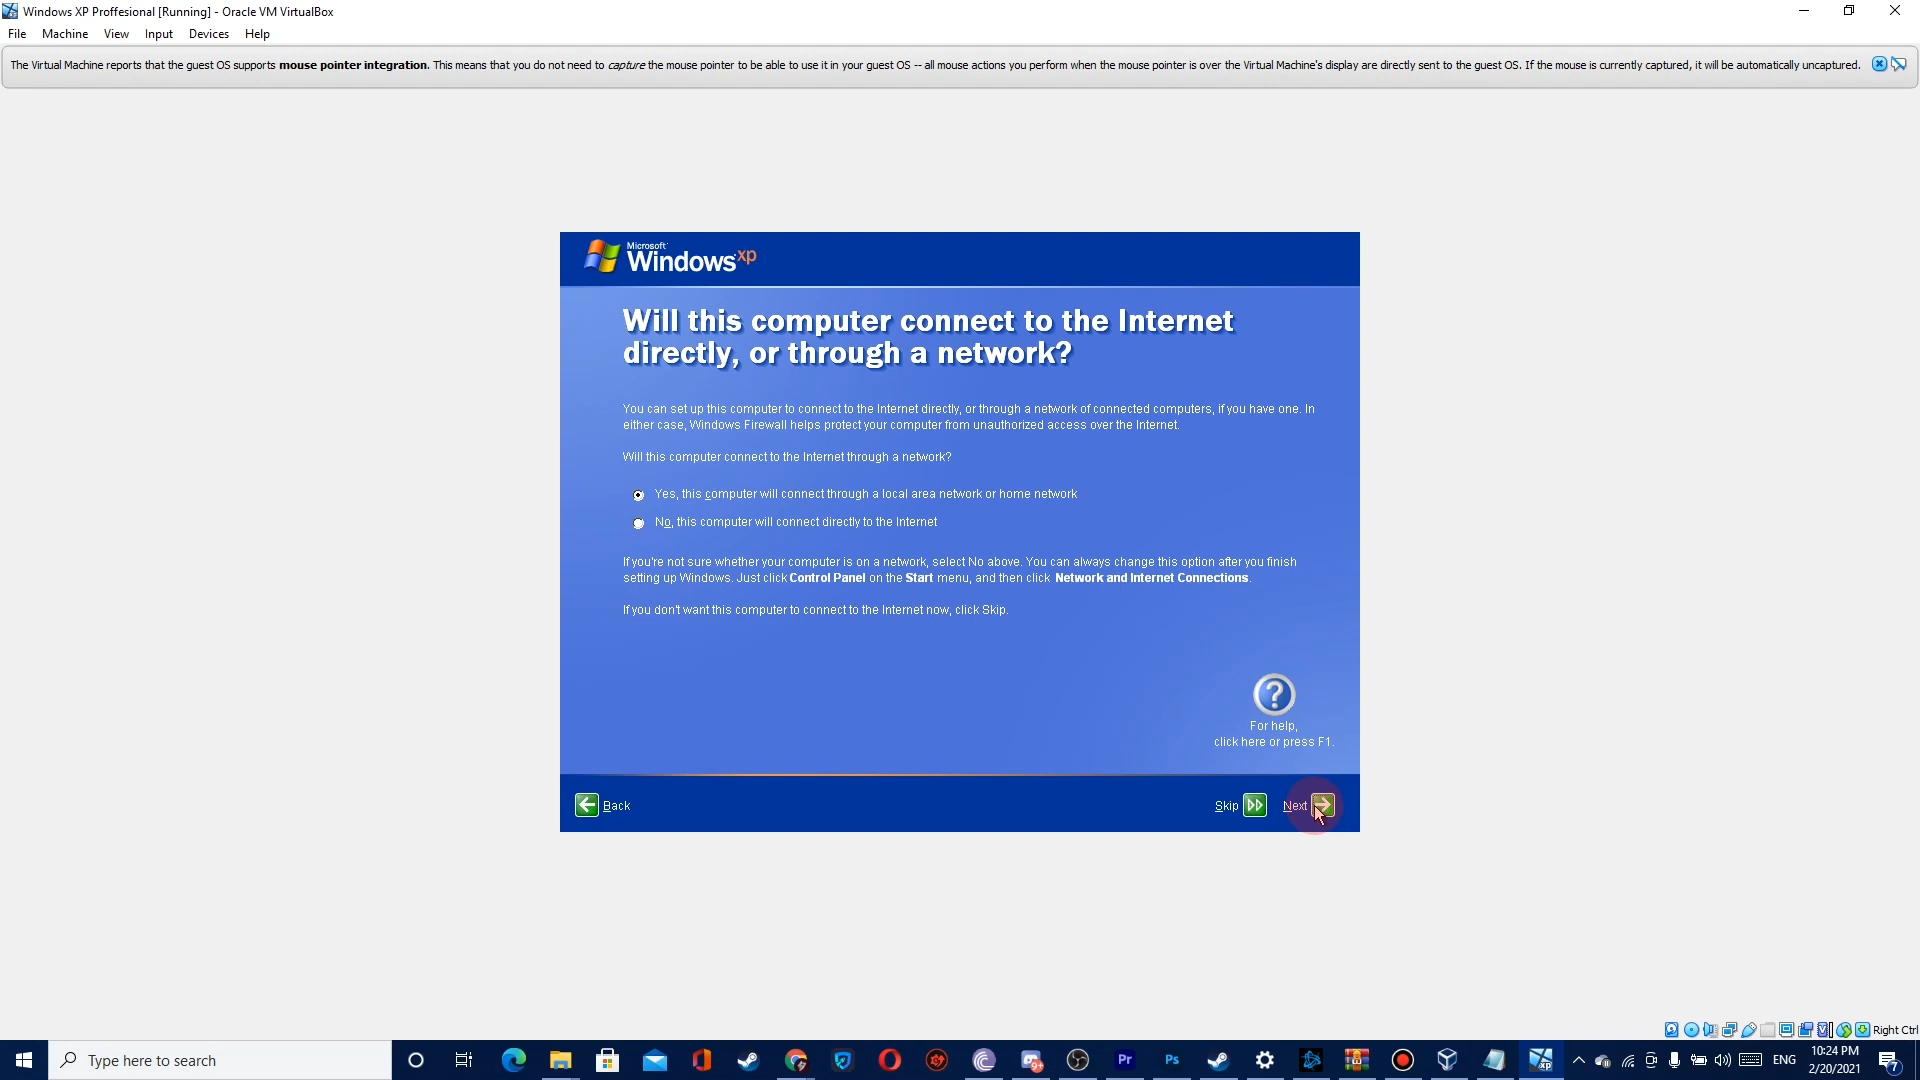 Windows XP Proffesional [Running] - Oracle VM VirtualBox
File Machine View Input Devices Help
The Virtual Machine reports that the guest OS supports mouse pointer integration. This means that you do not need to capture the mouse pointer to be able to use it in your guest OS -- all mouse actions you perform when the mouse pointer is over the Virtual Machine's display are directly sent to the guest OS. If the mouse is currently captured, it will be automatically uncaptured.
Microsoft
Windows xp
Will this computer connect to the Internet
directly, or through a network?
You can set up this computer to connect to the Internet directly, or through a network of connected computers, if you have one. In
either case, Windows Firewall helps protect your computer from unauthorized access over the Internet.
Will this computer connect to the Internet through a network?
Yes, this computer will connect through a local area network or home network
No, this computer will connect directly to the Internet
If you're not sure whether your computer is on a network, select No above. You can always change this option after you finish
setting up Windows. Just click Control Panel on the Start menu, and then click Network and Internet Connections.
If you don't want this computer to connect to the Internet now, click Skip.
?
For help,
click here or press F1.
Back Skip Next
Right Ctrl
Type here to search
Pr Ps xp ENG 10:24 PM
2/20/2021 7